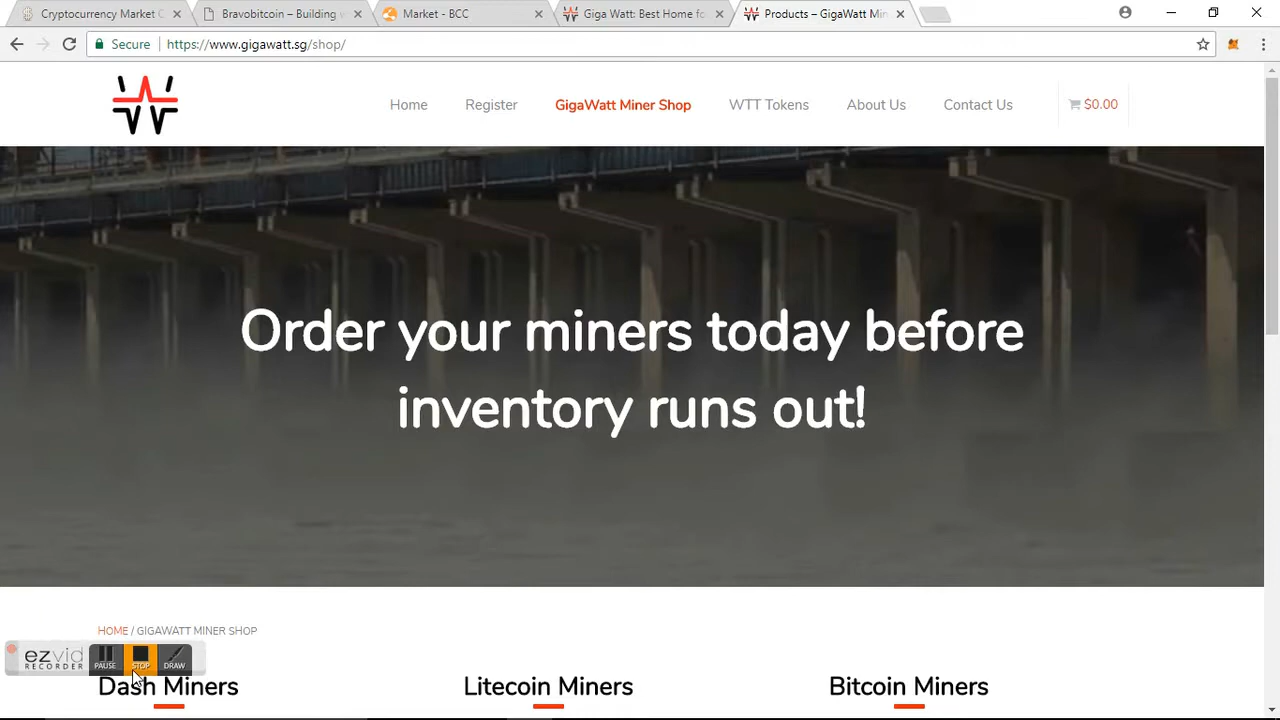 Cryptocurrency Market C
Bravobitcoin – Building w
Market - BCC
Giga Watt: Best Home fo
Products – GigaWatt Min
Secure
https://www.gigawatt.sg/shop/
Home
Register
GigaWatt Miner Shop
WTT Tokens
About Us
Contact Us
$0.00
Order your miners today before
inventory runs out!
HOME / GIGAWATT MINER SHOP
ezvid
RECORDER
PAUSE
STOP
DRAW
Dash Miners
Litecoin Miners
Bitcoin Miners